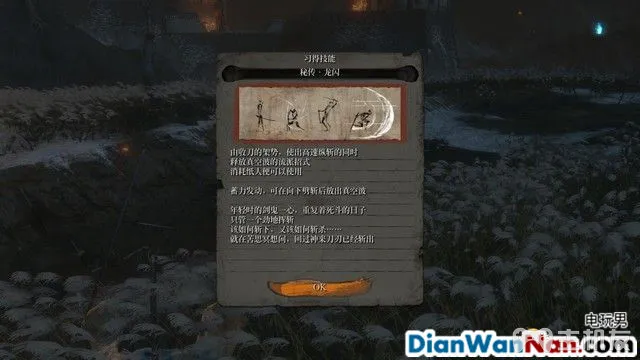 习得技能
秘传·龙闪
由收刀的架势，使出高速纵斩的同时
释放真空波的流派招式
消耗纸人便可以使用
蓄力发动，可在向下劈斩后放出真空波
年轻时的剑鬼一心，重复着死斗的日子
只管一个劲地挥斩
该如何斩下，又该如何斩杀……
就在苦思冥想间，回过神来刀刃已经斩出
OK
电玩男
DianWanNan.com